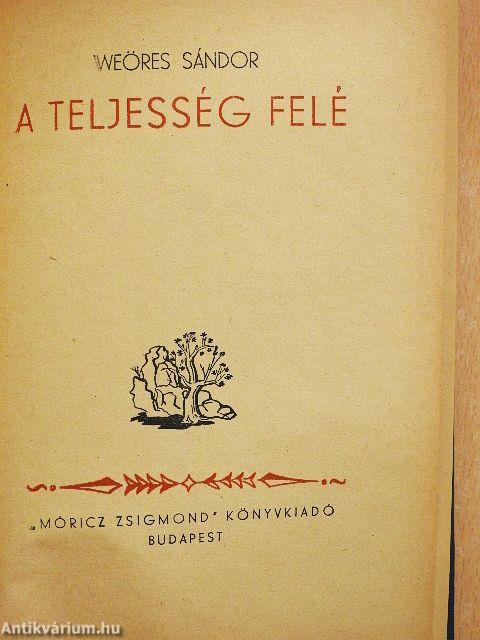 WEÖRES SÁNDOR
A TELJESSÉG FELÉ
„MÓRICZ ZSIGMOND" KÖNYVKIADÓ
BUDAPEST
Antikvárium.hu